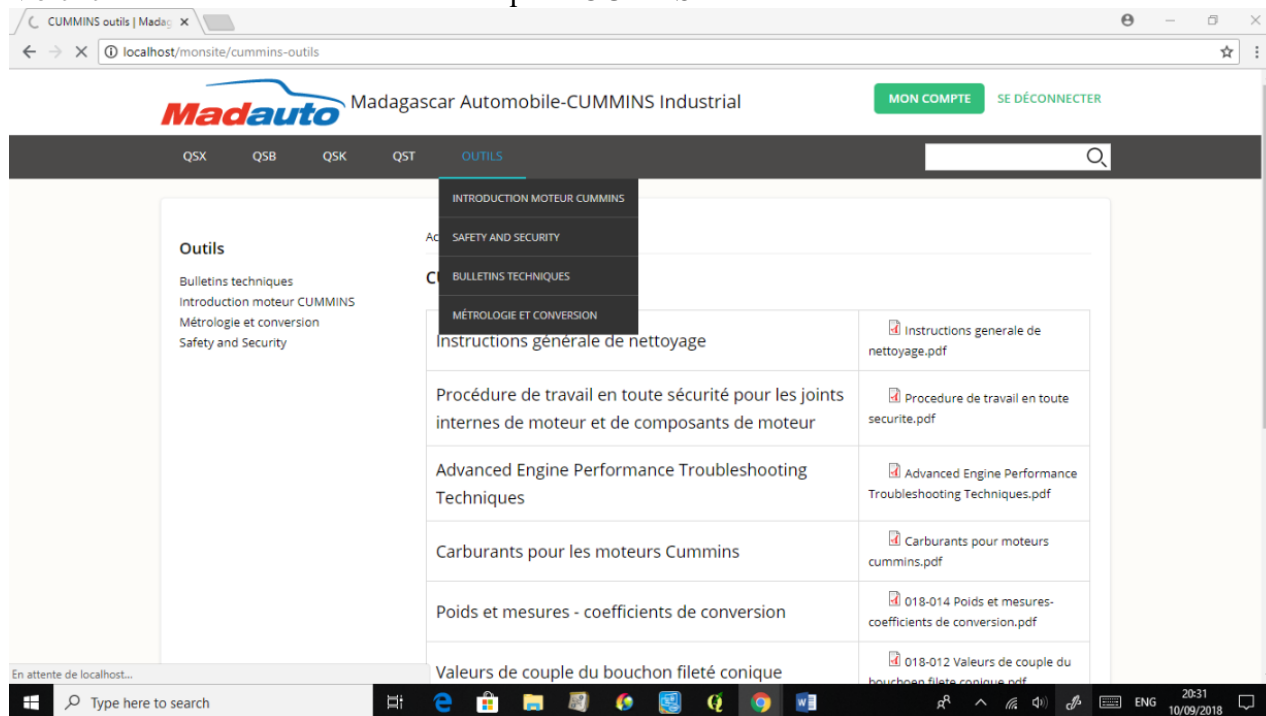 CUMMINS outils | Madag
localhost/monsite/cummins-outils
Madauto
Madagascar Automobile-CUMMINS Industrial
MON COMPTE
SE DÉCONNECTER
QSX
QSB
QSK
QST
OUTILS
INTRODUCTION MOTEUR CUMMINS
SAFETY AND SECURITY
BULLETINS TECHNIQUES
MÉTROLOGIE ET CONVERSION
Outils
Bulletins techniques
Introduction moteur CUMMINS
Métrologie et conversion
Safety and Security
Instructions générale de nettoyage
Instructions generale de
nettoyage.pdf
Procédure de travail en toute sécurité pour les joints
internes de moteur et de composants de moteur
Procedure de travail en toute
securite.pdf
Advanced Engine Performance Troubleshooting
Techniques
Advanced Engine Performance
Troubleshooting Techniques.pdf
Carburants pour les moteurs Cummins
Carburants pour moteurs
cummins.pdf
Poids et mesures - coefficients de conversion
018-014 Poids et mesures-
coefficients de conversion.pdf
Valeurs de couple du bouchon fileté conique
018-012 Valeurs de couple du
En attente de localhost...
Type here to search
ENG
20:31
10/09/2018